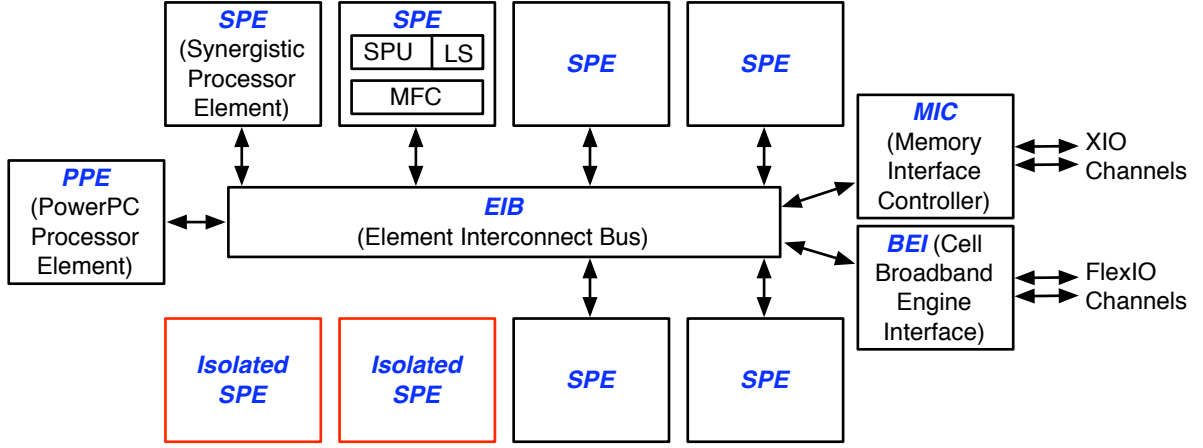 SPE
(Synergistic
Processor
Element)
SPE
SPU
LS
MFC
SPE
SPE
MIC
(Memory
Interface
Controller)
XIO
Channels
PPE
(PowerPC
Processor
Element)
EIB
(Element Interconnect Bus)
BEI (Cell
Broadband
Engine
Interface)
FlexIO
Channels
Isolated
SPE
Isolated
SPE
SPE
SPE